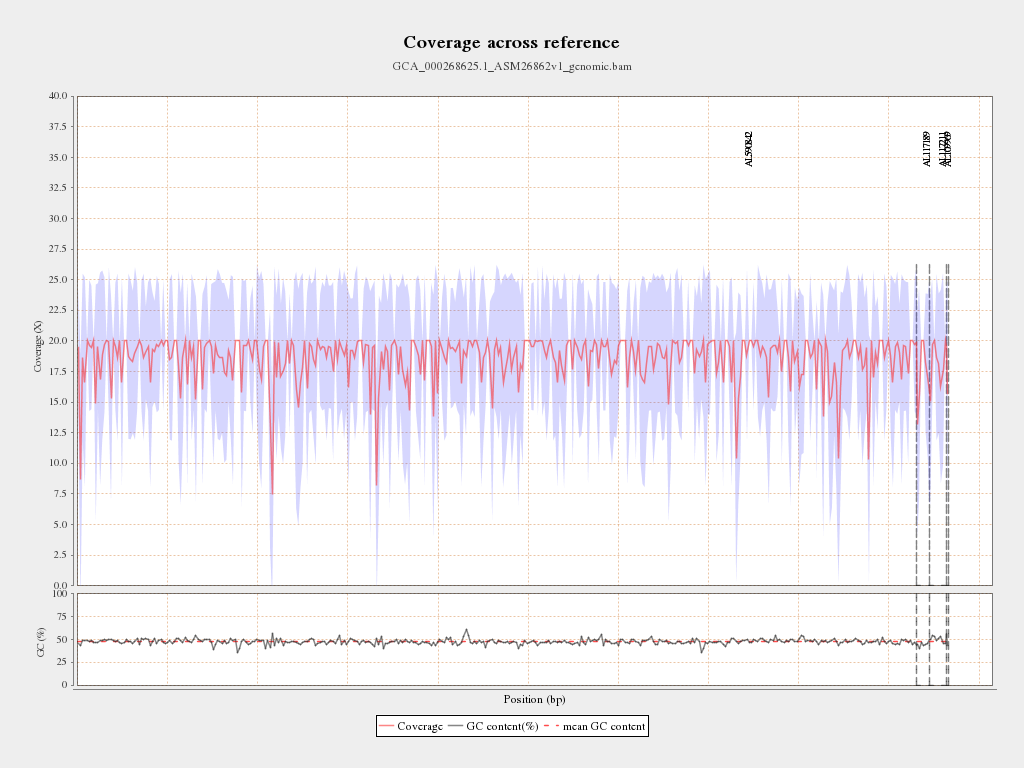 Coverage across reference
GCA_000268625.1_ASM26862v1_genomic.bam
40.0
37.5
35.0
32.5
30.0
27.5
25.0
22.5
20.0
17.5
15.0
12.5
10.0
7.5
5.0
2.5
0.0
Coverage (X)
AL590842
AL117189
AL117211
AL109969
100
75
50
25
0
GC (%)
Position (bp)
Coverage GC content(%) mean GC content